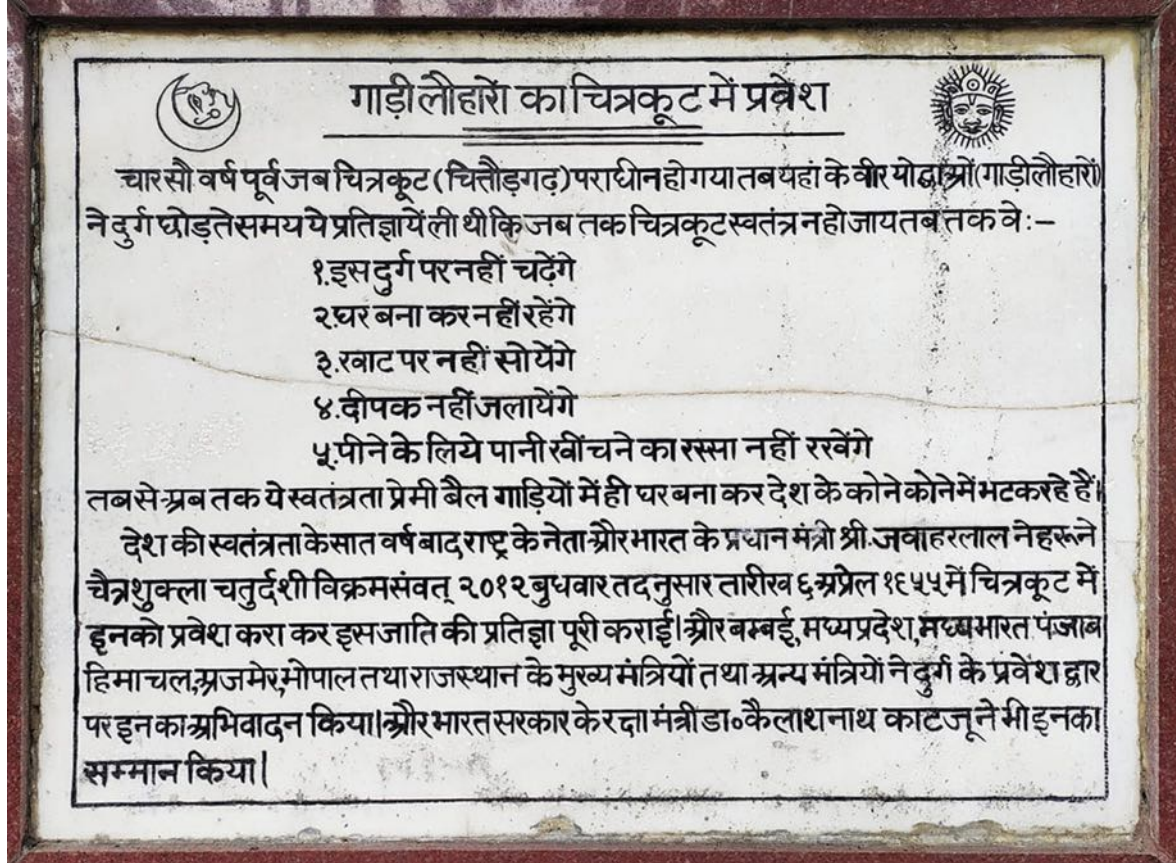 गाड़ी लौहारों का चित्रकूट में प्रवेश
चार सौ वर्ष पूर्व जब चित्रकूट (चितौड़गढ़) पराधीन हो गया तब यहां के वीर योद्धाओं (गाड़ी लौहारों)
ने दुर्ग छोड़ते समय ये प्रतिज्ञायें ली थी कि जब तक चित्रकूट स्वतंत्र न हो जाय तब तक वे :—
१. इस दुर्ग पर नहीं चढ़ेंगे
२. घर बना कर नहीं रहेंगे
३. खाट पर नहीं सोयेंगे
४. दीपक नहीं जलायेंगे
५. पीने के लिये पानी खींचने का रस्सा नहीं रखेंगे
तब से अब तक ये स्वतंत्रता प्रेमी बैल गाड़ियों में ही घर बना कर देश के कोने कोने में भटक रहे हैं।
देश की स्वतंत्रता के सात वर्ष बाद राष्ट्र के नेता और भारत के प्रधान मंत्री श्री. जवाहरलाल नेहरू ने
चैत्र शुक्ला चतुर्दशी विक्रम संवत् २०१२ बुधवार तदनुसार तारीख ६ अप्रेल १९५५ में चित्रकूट में
इनको प्रवेश करा कर इस जाति की प्रतिज्ञा पूरी कराई। और बम्बई, मध्यप्रदेश, मध्यभारत पंजाब
हिमाचल, अजमेर, भोपाल तथा राजस्थान के मुख्य मंत्रियों तथा अन्य मंत्रियों ने दुर्ग के प्रवेश द्वार
पर इनका अभिवादन किया। और भारत सरकार के रक्षा मंत्री डा० कैलाश नाथ काटजू ने भी इनका
सम्मान किया।